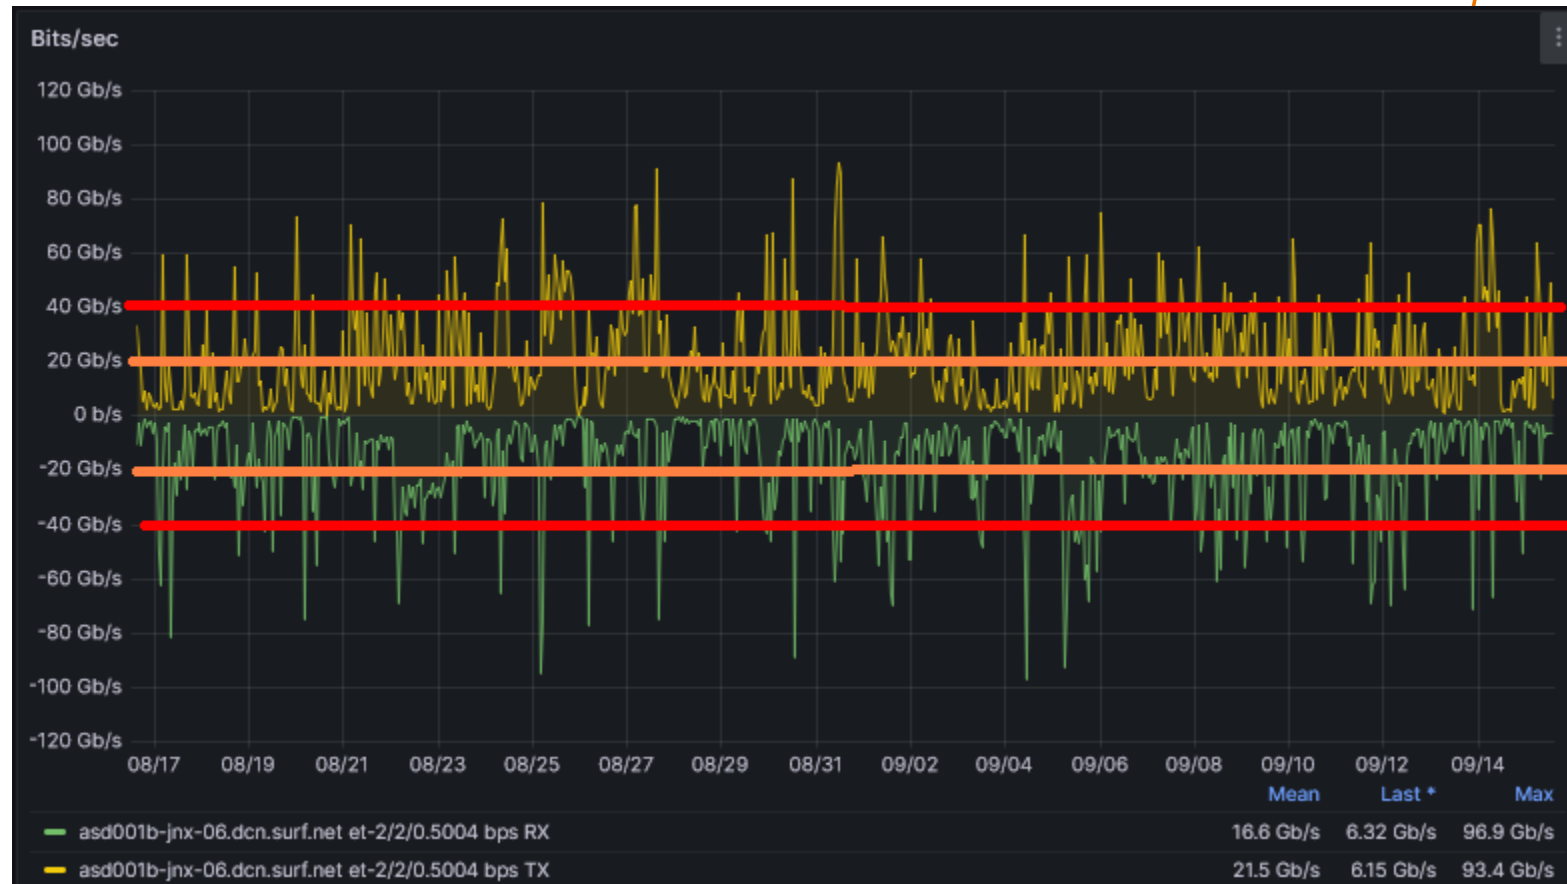 Bits/sec
120 Gb/s
100 Gb/s
80 Gb/s
60 Gb/s
40 Gb/s
20 Gb/s
0 b/s
-20 Gb/s
-40 Gb/s
-60 Gb/s
-80 Gb/s
-100 Gb/s
-120 Gb/s
08/17 08/19 08/21 08/23 08/25 08/27 08/29 08/31 09/02 09/04 09/06 09/08 09/10 09/12 09/14
Mean Last * Max
asd001b-jnx-06.dcn.surf.net et-2/2/0.5004 bps RX 16.6 Gb/s 6.32 Gb/s 96.9 Gb/s
asd001b-jnx-06.dcn.surf.net et-2/2/0.5004 bps TX 21.5 Gb/s 6.15 Gb/s 93.4 Gb/s